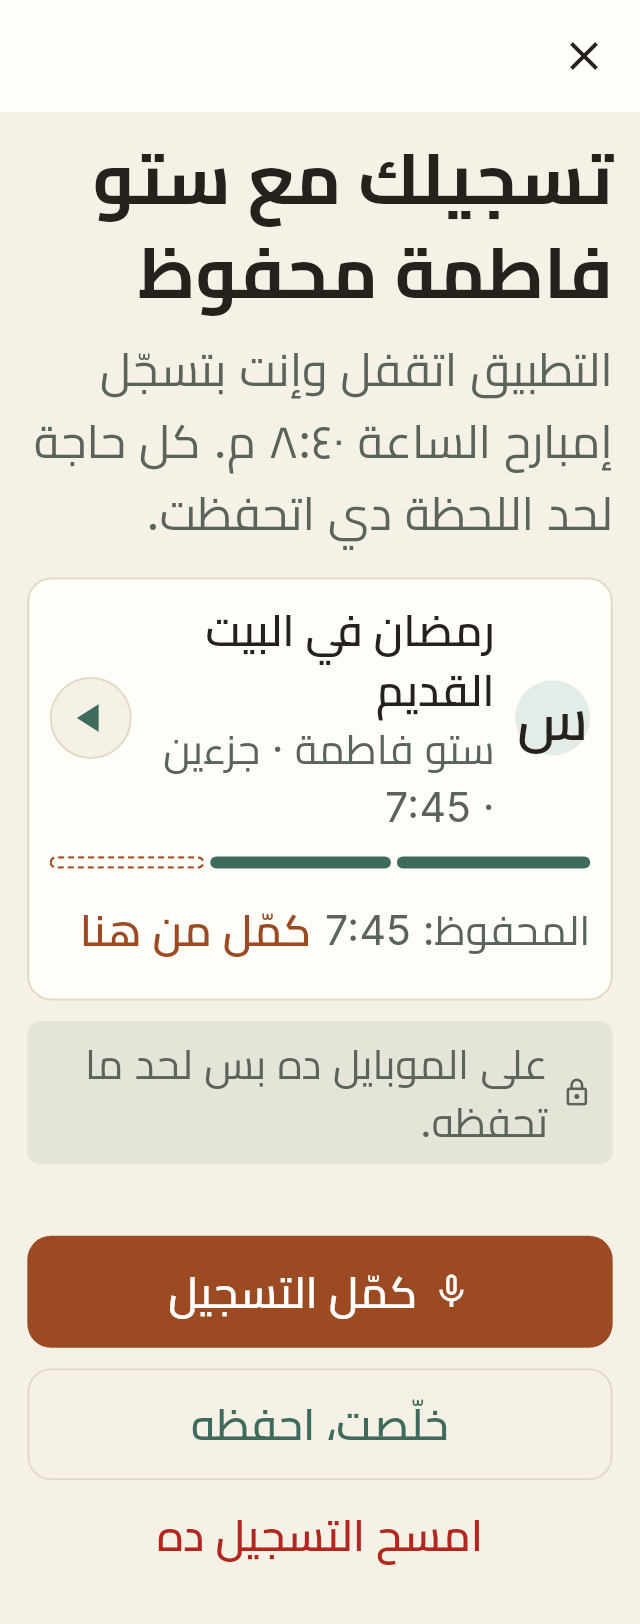 تسجيلك مع ستو
فاطمة محفوظ
التطبيق اتقفل وإنت بتسجّل
إمبارح الساعة ٨:٤٠ م. كل حاجة
لحد اللحظة دي اتحفظت.
س
رمضان في البيت
القديم
ستو فاطمة · جزءين
· 7:45
المحفوظ: 7:45 كمّل من هنا
على الموبايل ده بس لحد ما
تحفظه.
كمّل التسجيل
خلّصت، احفظه
امسح التسجيل ده